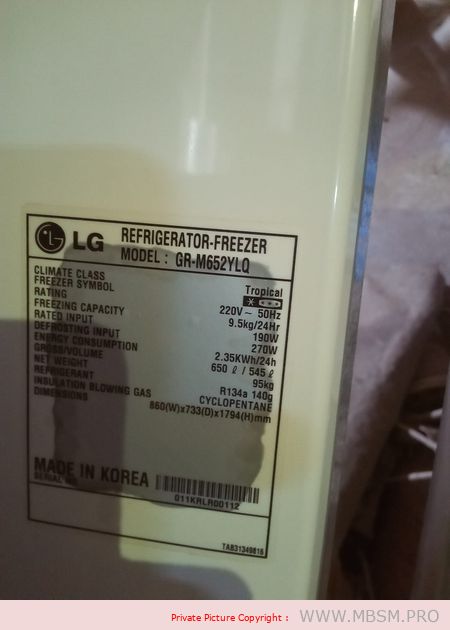 LG REFRIGERATOR-FREEZER
MODEL : GR-M652YLQ
CLIMATE CLASS Tropical
FREEZER SYMBOL
RATING 220V~ 50Hz
FREEZING CAPACITY 9.5kg/24Hr
RATED INPUT 190W
DEFROSTING INPUT 270W
ENERGY CONSUMPTION 2.35KWh/24h
GROSS/VOLUME 650 ℓ / 545 ℓ
NET WEIGHT 95kg
REFRIGERANT R134a 140g
INSULATION BLOWING GAS CYCLOPENTANE
DIMENSIONS 860(W)x733(D)x1794(H)mm
MADE IN KOREA
SERIAL NO.
011KRLR00112
TAB31349816
Private Picture Copyright : WWW.MBSM.PRO